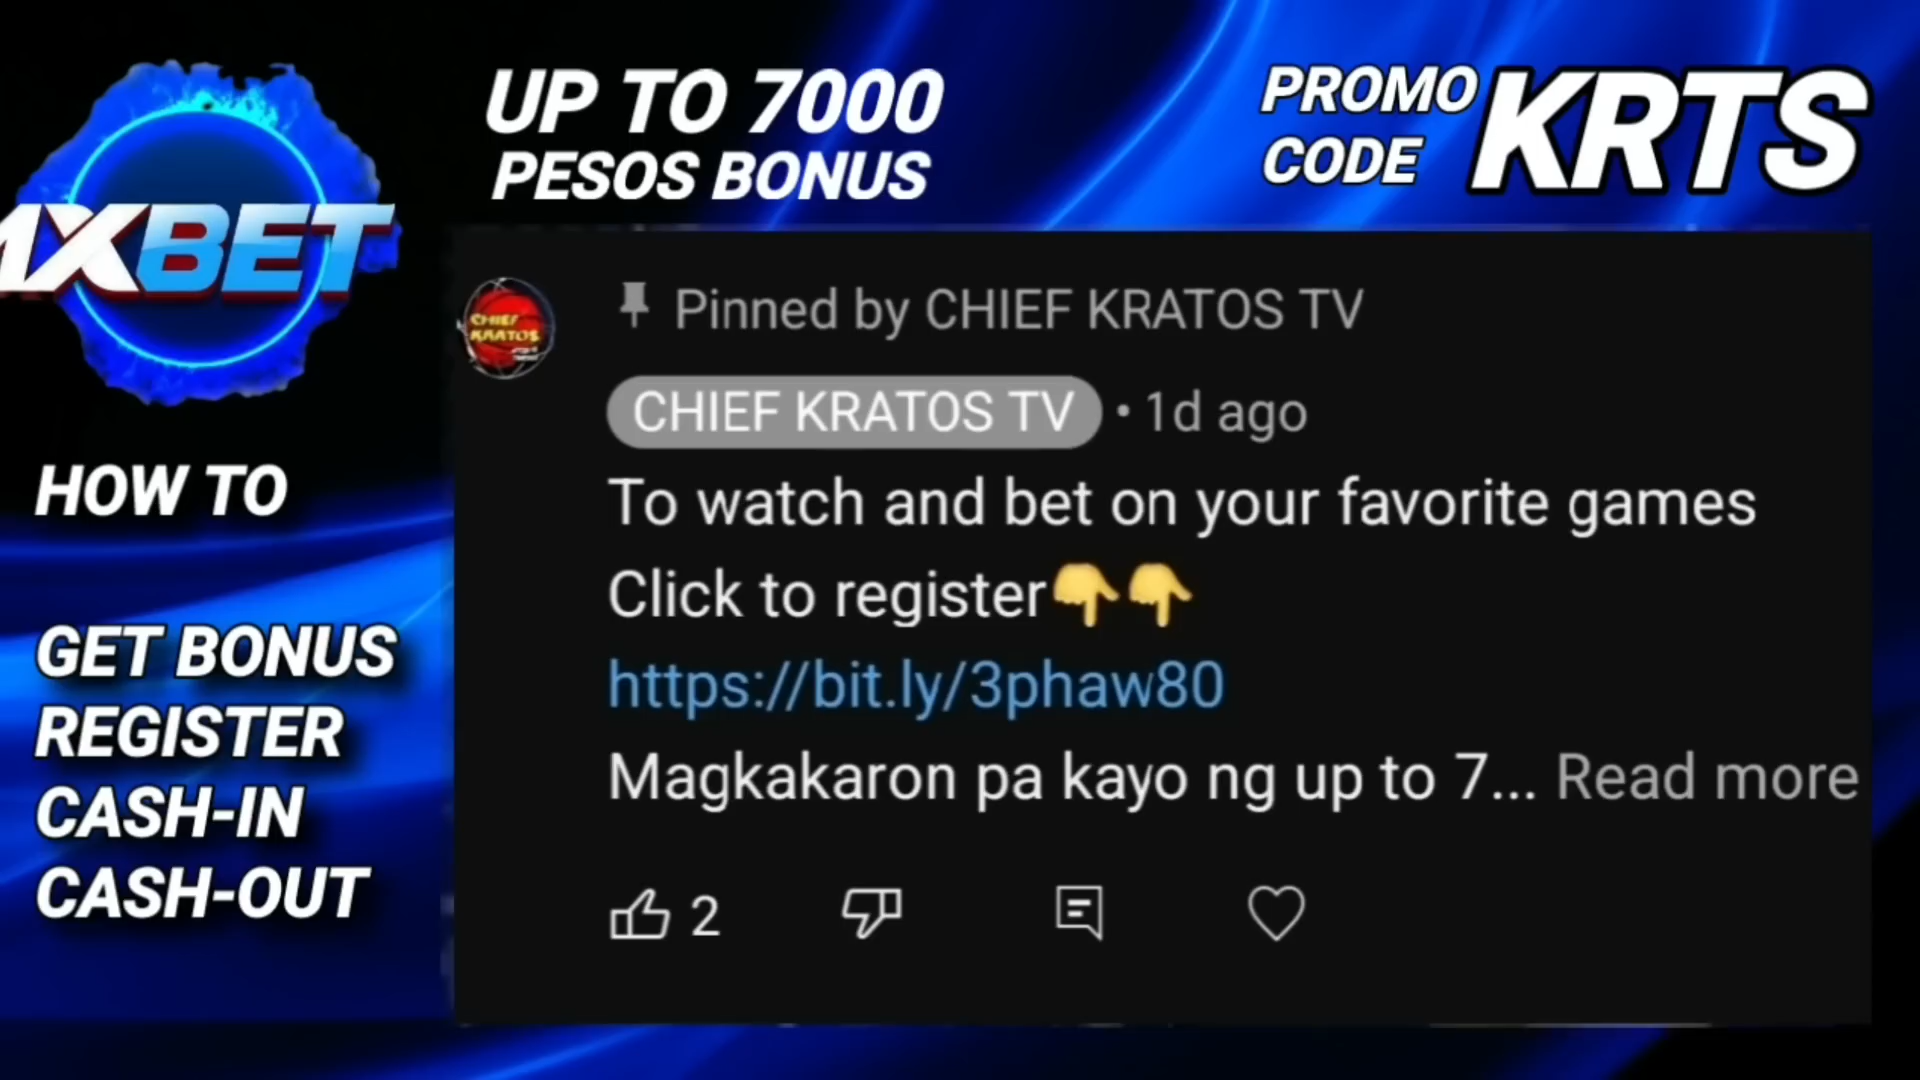 UP TO 7000
PESOS BONUS
PROMO
CODE
KRTS
1XBET
HOW TO
GET BONUS
REGISTER
CASH-IN
CASH-OUT
CHIEF
KRATOS
Pinned by CHIEF KRATOS TV
CHIEF KRATOS TV • 1d ago
To watch and bet on your favorite games
Click to register👇👇
https://bit.ly/3phaw80
Magkakaron pa kayo ng up to 7... Read more
2